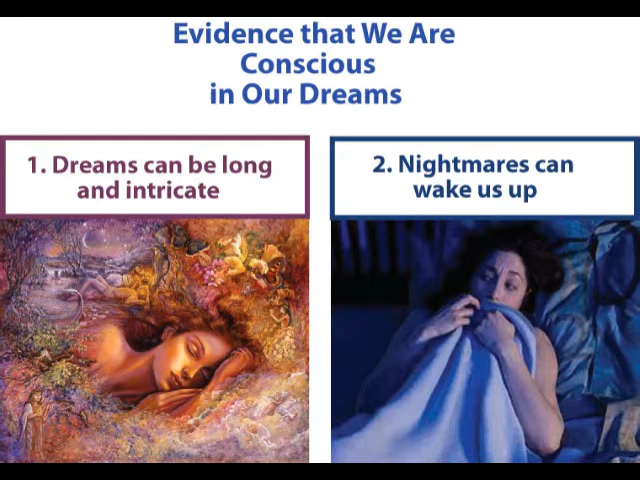 Evidence that We Are
Conscious
in Our Dreams
1. Dreams can be long
and intricate
2. Nightmares can
wake us up